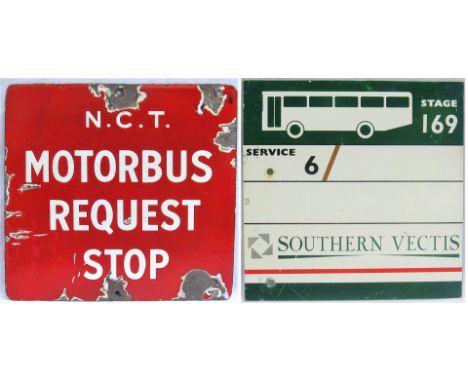 N.C.T.
MOTORBUS
REQUEST
STOP
STAGE
169
SERVICE
6/
SOUTHERN VECTIS